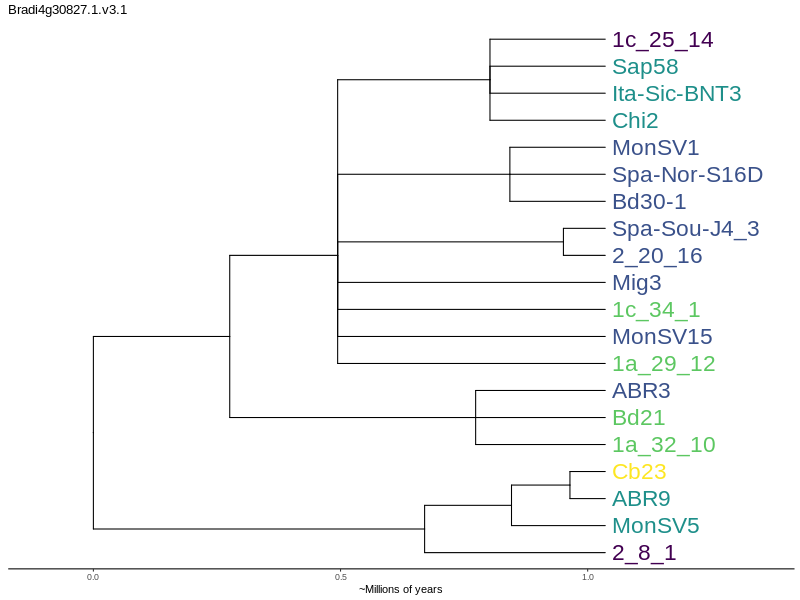 Bradi4g30827.1.v3.1
1c_25_14
Sap58
Ita-Sic-BNT3
Chi2
MonSV1
Spa-Nor-S16D
Bd30-1
Spa-Sou-J4_3
2_20_16
Mig3
1c_34_1
MonSV15
1a_29_12
ABR3
Bd21
1a_32_10
Cb23
ABR9
MonSV5
2_8_1
0.0 0.5 1.0
~Millions of years